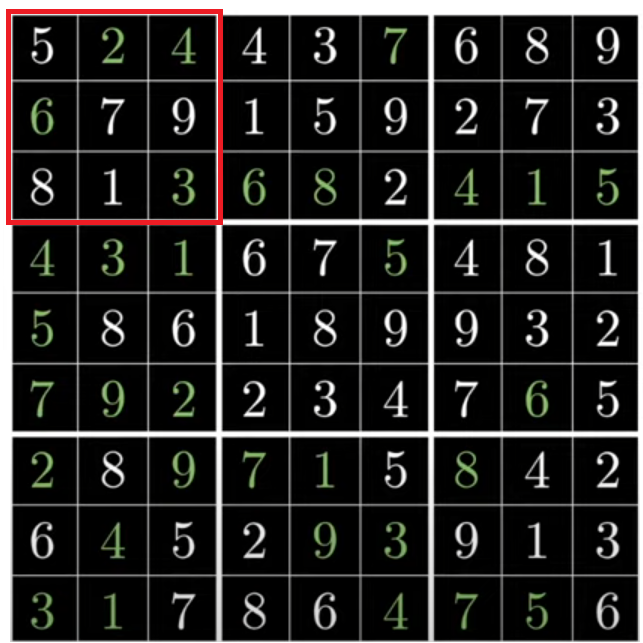 5 2 4 4 3 7 6 8 9
6 7 9 1 5 9 2 7 3
8 1 3 6 8 2 4 1 5
4 3 1 6 7 5 4 8 1
5 8 6 1 8 9 9 3 2
7 9 2 2 3 4 7 6 5
2 8 9 7 1 5 8 4 2
6 4 5 2 9 3 9 1 3
3 1 7 8 6 4 7 5 6